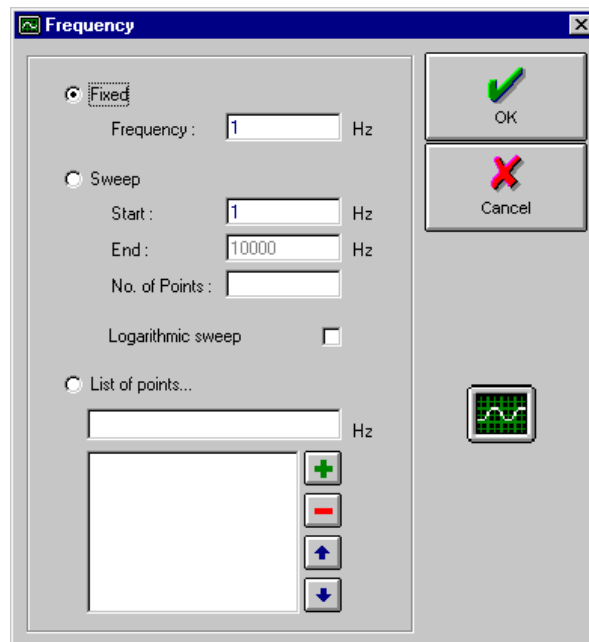 Frequency
Fixed
Frequency : 1 Hz
Sweep
Start : 1 Hz
End : 10000 Hz
No. of Points :
Logarithmic sweep
List of points...
Hz
OK
Cancel